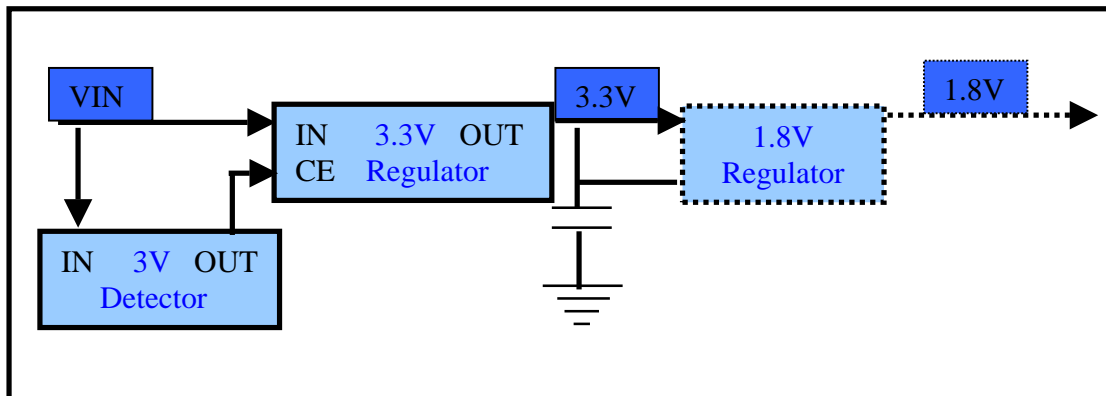 VIN
3.3V
1.8V
IN 3.3V OUT
CE Regulator
1.8V
Regulator
IN 3V OUT
Detector